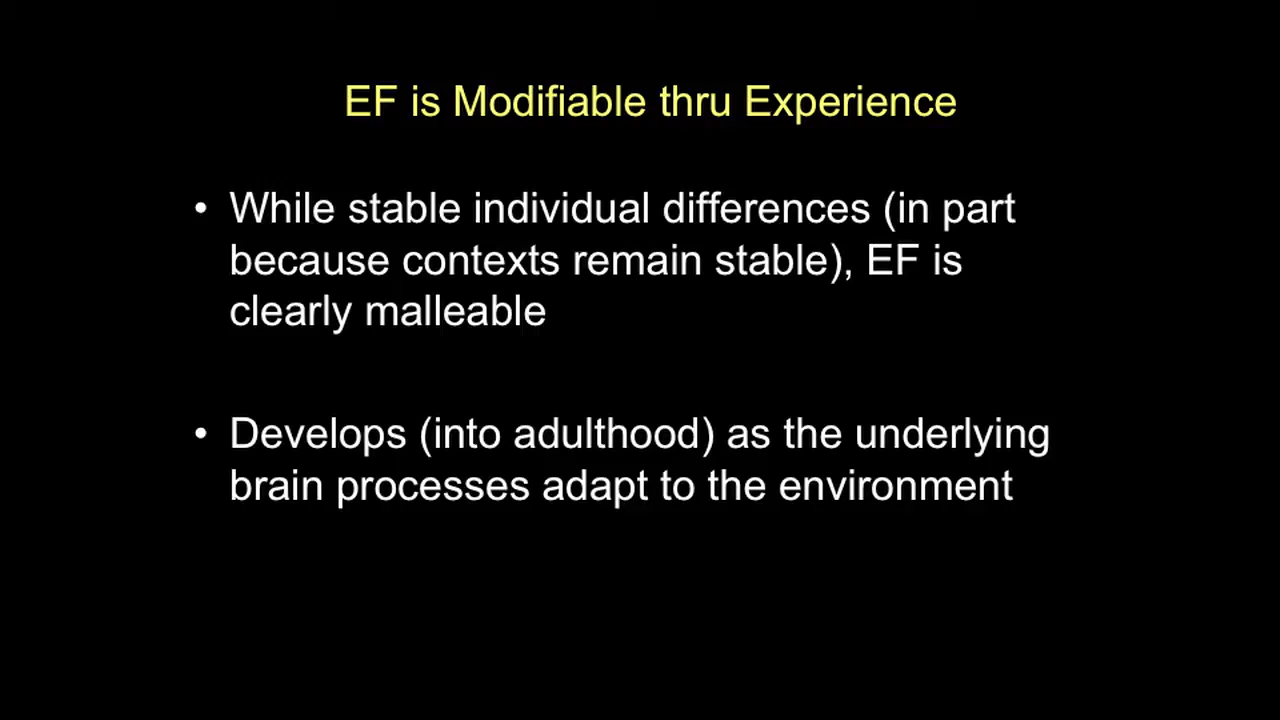 EF is Modifiable thru Experience
• While stable individual differences (in part
because contexts remain stable), EF is
clearly malleable
• Develops (into adulthood) as the underlying
brain processes adapt to the environment